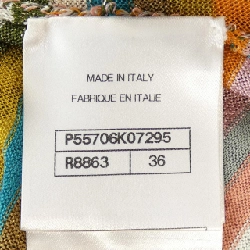 MADE IN ITALY
FABRIQUE EN ITALIE
P55706K07295
R8863 36